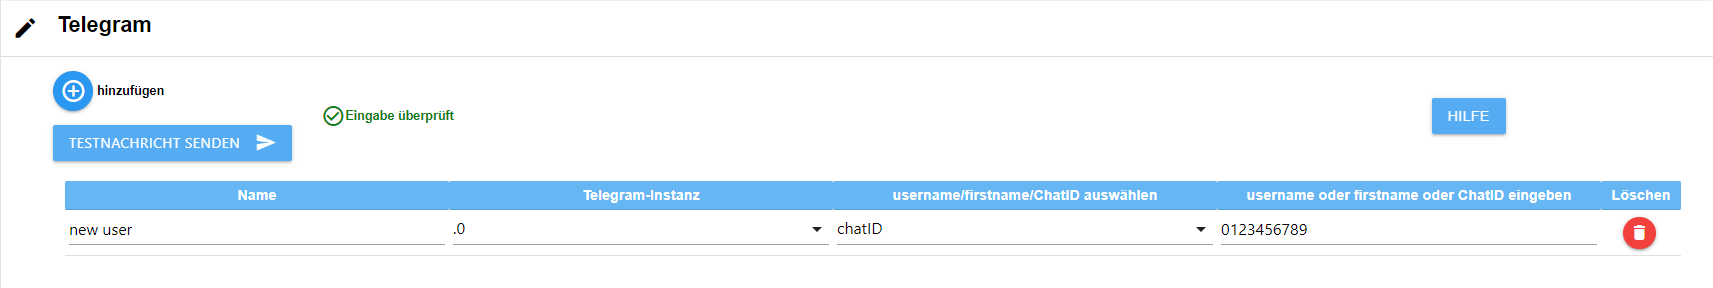 Telegram
hinzufügen
Eingabe überprüft
TESTNACHRICHT SENDEN
HILFE
Name Telegram-Instanz username/firstname/ChatID auswählen username oder firstname oder ChatID eingeben Löschen
new user .0 chatID 0123456789